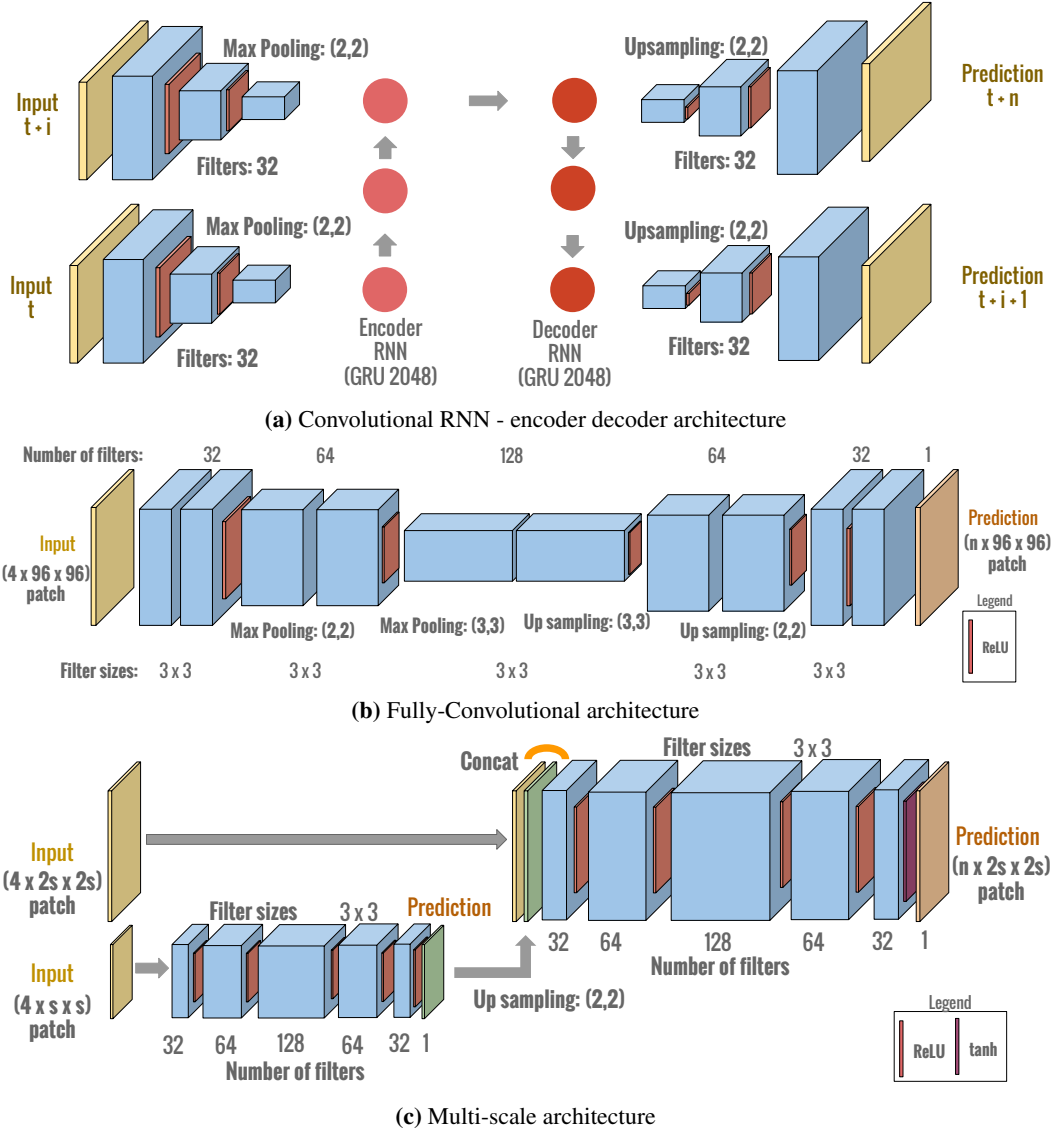 Max Pooling: (2,2)
Upsampling: (2,2)
Input
t + i
Prediction
t + n
Filters: 32
Filters: 32
Max Pooling: (2,2)
Upsampling: (2,2)
Input
t
Prediction
t + i + 1
Filters: 32
Encoder
RNN
(GRU 2048)
Decoder
RNN
(GRU 2048)
Filters: 32
(a) Convolutional RNN - encoder decoder architecture
Number of filters: 32 64 128 64 32 1
Input
(4 x 96 x 96)
patch
Prediction
(n x 96 x 96)
patch
Legend
ReLU
Max Pooling: (2,2) Max Pooling: (3,3) Up sampling: (3,3) Up sampling: (2,2)
Filter sizes: 3 x 3 3 x 3 3 x 3 3 x 3 3 x 3
(b) Fully-Convolutional architecture
Concat
Filter sizes 3 x 3
Input
(4 x 2s x 2s)
patch
Prediction
(n x 2s x 2s)
patch
32 64 128 64 32 1
Number of filters
Filter sizes 3 x 3
Prediction
Input
(4 x s x s)
patch
Up sampling: (2,2)
32 64 128 64 32 1
Number of filters
Legend
ReLU tanh
(c) Multi-scale architecture